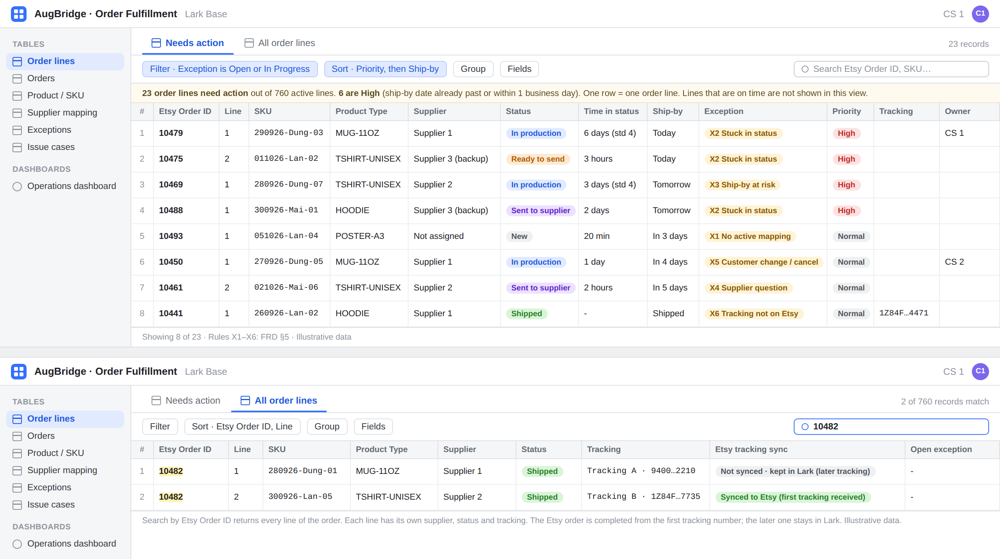 AugBridge · Order Fulfillment Lark Base CS 1 C1
TABLES
Order lines
Orders
Product / SKU
Supplier mapping
Exceptions
Issue cases
DASHBOARDS
Operations dashboard
Needs action All order lines 23 records
Filter · Exception is Open or In Progress Sort · Priority, then Ship-by Group Fields Search Etsy Order ID, SKU…
23 order lines need action out of 760 active lines. 6 are High (ship-by date already past or within 1 business day). One row = one order line. Lines that are on time are not shown in this view.
# Etsy Order ID Line SKU Product Type Supplier Status Time in status Ship-by Exception Priority Tracking Owner
1 10479 1 290926-Dung-03 MUG-11OZ Supplier 1 In production 6 days (std 4) Today X2 Stuck in status High CS 1
2 10475 2 011026-Lan-02 TSHIRT-UNISEX Supplier 3 (backup) Ready to send 3 hours Today X2 Stuck in status High
3 10469 1 280926-Dung-07 TSHIRT-UNISEX Supplier 2 In production 3 days (std 4) Tomorrow X3 Ship-by at risk High
4 10488 1 300926-Mai-01 HOODIE Supplier 3 (backup) Sent to supplier 2 days Tomorrow X2 Stuck in status High
5 10493 1 051026-Lan-04 POSTER-A3 Not assigned New 20 min In 3 days X1 No active mapping Normal
6 10450 1 270926-Dung-05 MUG-11OZ Supplier 1 In production 1 day In 4 days X5 Customer change / cancel Normal CS 2
7 10461 2 021026-Mai-06 TSHIRT-UNISEX Supplier 2 Sent to supplier 2 hours In 5 days X4 Supplier question Normal
8 10441 1 260926-Lan-02 HOODIE Supplier 1 Shipped - Shipped X6 Tracking not on Etsy Normal 1Z84F…4471
Showing 8 of 23 · Rules X1–X6: FRD §5 · Illustrative data
AugBridge · Order Fulfillment Lark Base CS 1 C1
TABLES
Order lines
Orders
Product / SKU
Supplier mapping
Exceptions
Issue cases
DASHBOARDS
Operations dashboard
Needs action All order lines 2 of 760 records match
Filter Sort · Etsy Order ID, Line Group Fields 10482
# Etsy Order ID Line SKU Product Type Supplier Status Tracking Etsy tracking sync Open exception
1 10482 1 280926-Dung-01 MUG-11OZ Supplier 1 Shipped Tracking A · 9400…2210 Not synced · kept in Lark (later tracking) -
2 10482 2 300926-Lan-05 TSHIRT-UNISEX Supplier 2 Shipped Tracking B · 1Z84F…7735 Synced to Etsy (first tracking received) -
Search by Etsy Order ID returns every line of the order. Each line has its own supplier, status and tracking. The Etsy order is completed from the first tracking number; the later one stays in Lark. Illustrative data.